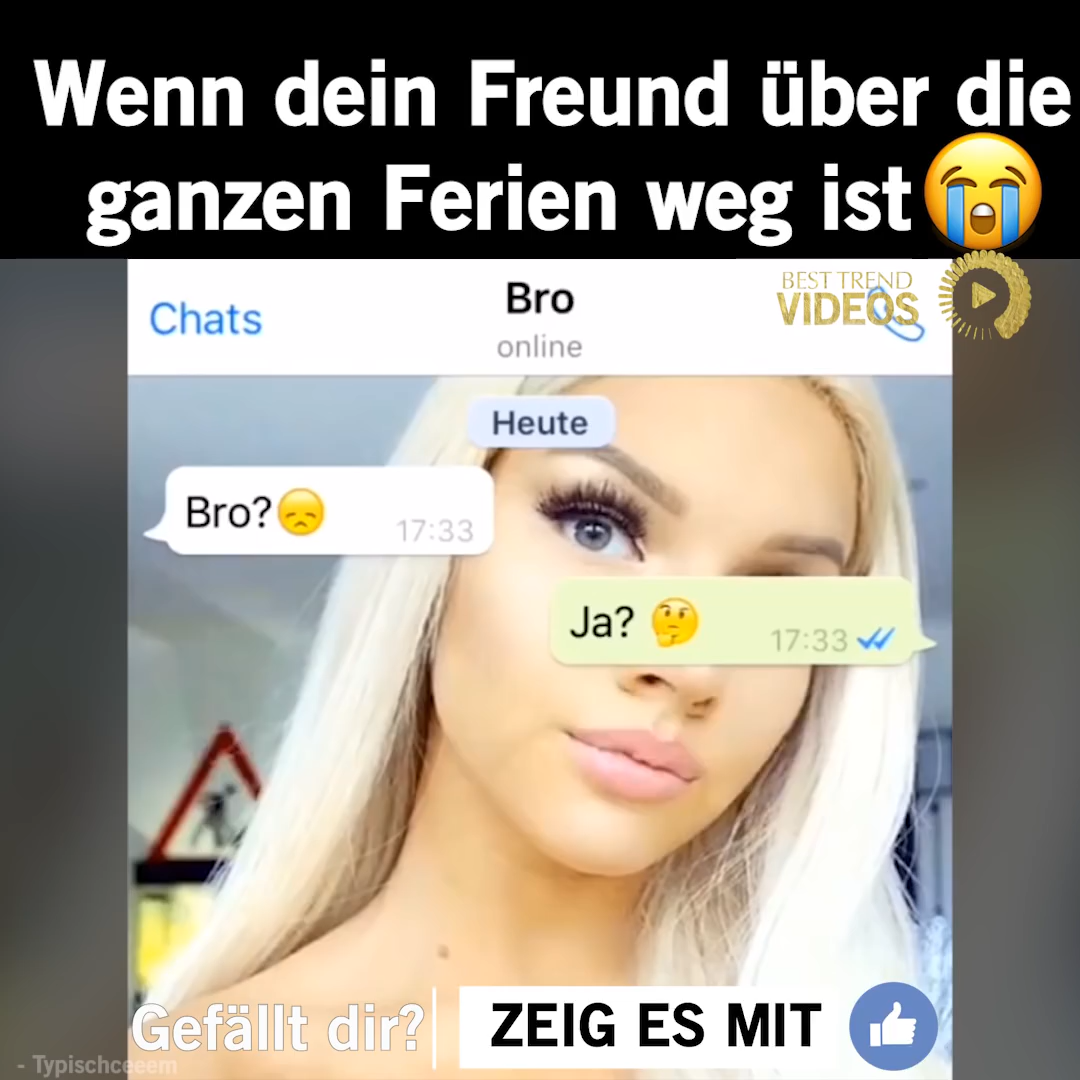 Wenn dein Freund über die
ganzen Ferien weg ist😭
BEST TREND
VIDEOS
Chats
Bro
online
Heute
Bro?😞 17:33
Ja? 🤔 17:33
Gefällt dir? ZEIG ES MIT
- Typischceeem